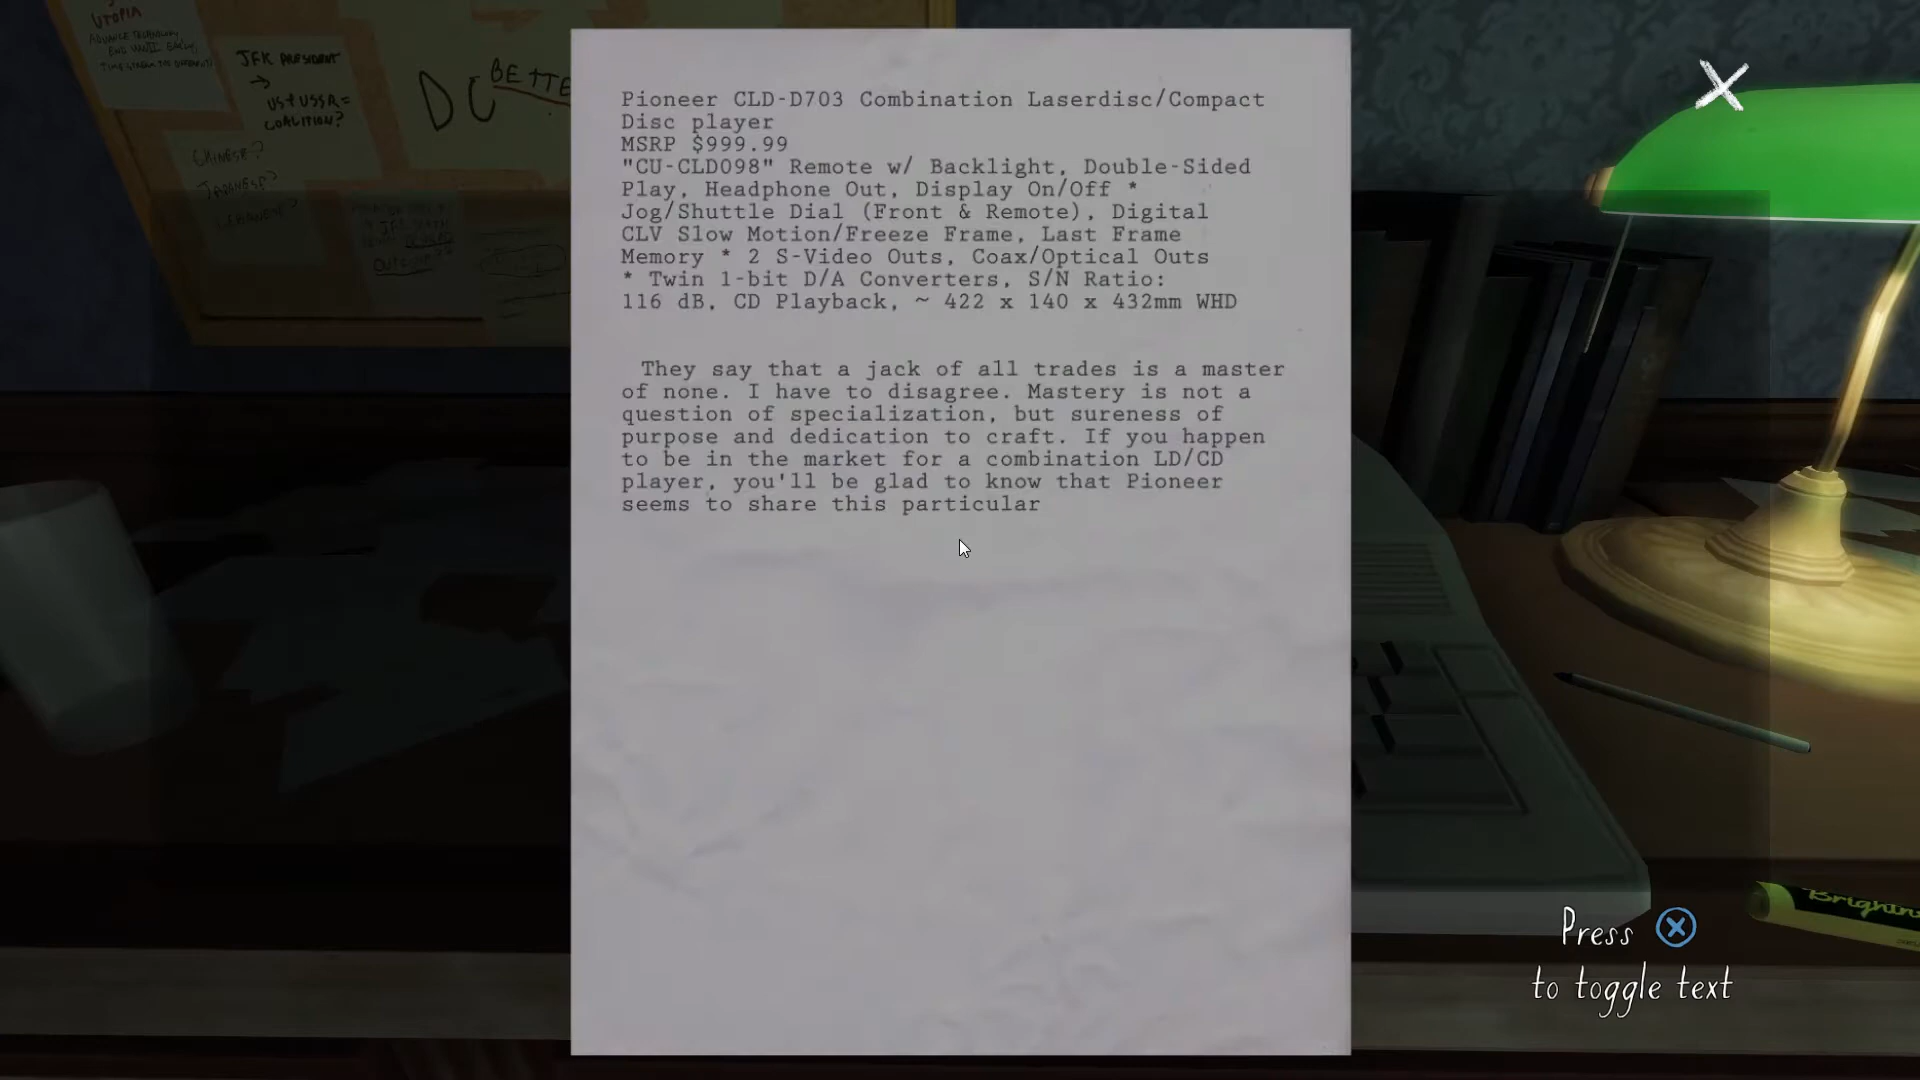 UTOPIA
ADVANCE TECHNOLOGY,
JFK PRESIDENT
→
US + USSR =
COALITION?
CHINESE?
JAPANESE?
LEBANESE?
Pioneer CLD-D703 Combination Laserdisc/Compact
Disc player
MSRP $999.99
"CU-CLD098" Remote w/ Backlight, Double-Sided
Play, Headphone Out, Display On/Off *
Jog/Shuttle Dial (Front & Remote), Digital
CLV Slow Motion/Freeze Frame, Last Frame
Memory * 2 S-Video Outs, Coax/Optical Outs
* Twin 1-bit D/A Converters, S/N Ratio:
116 dB, CD Playback, ~ 422 x 140 x 432mm WHD
They say that a jack of all trades is a master
of none. I have to disagree. Mastery is not a
question of specialization, but sureness of
purpose and dedication to craft. If you happen
to be in the market for a combination LD/CD
player, you'll be glad to know that Pioneer
seems to share this particular
Press
to toggle text